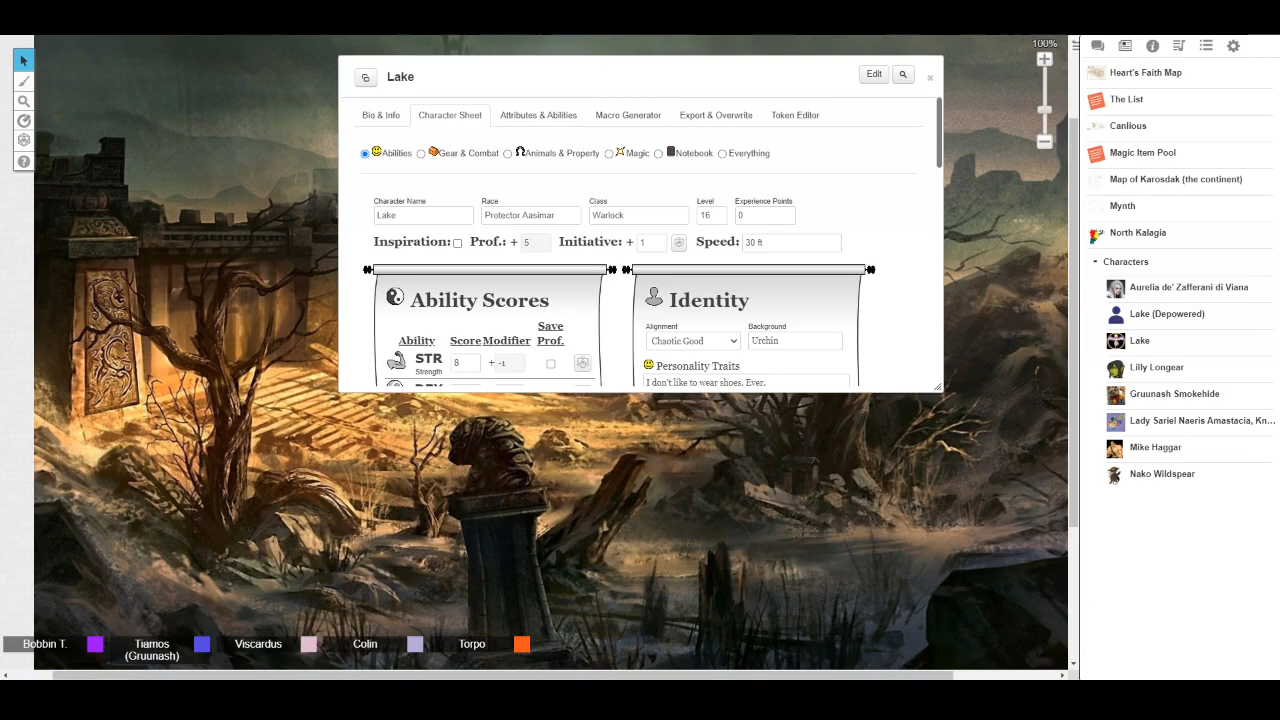 100%
Lake
Edit
Bio & Info
Character Sheet
Attributes & Abilities
Macro Generator
Export & Overwrite
Token Editor
Abilities
Gear & Combat
Animals & Property
Magic
Notebook
Everything
Character Name
Race
Class
Level
Experience Points
Lake
Protector Aasimar
Warlock
16
0
Inspiration:
Prof.: + 5
Initiative: + 1
Speed: 30 ft
Ability Scores
Ability
Score
Modifier
Save Prof.
STR
Strength
8
+ -1
Identity
Alignment
Background
Chaotic Good
Urchin
Personality Traits
I don't like to wear shoes. Ever.
Heart's Faith Map
The List
Canlious
Magic Item Pool
Map of Karosdak (the continent)
Mynth
North Kalagia
Characters
Aurelia de' Zafferani di Viana
Lake (Depowered)
Lake
Lilly Longear
Gruunash Smokehide
Lady Sariel Naeris Amastacia, Kn...
Mike Haggar
Nako Wildspear
Bobbin T.
Tiamos
(Gruunash)
Viscardus
Colin
Torpo